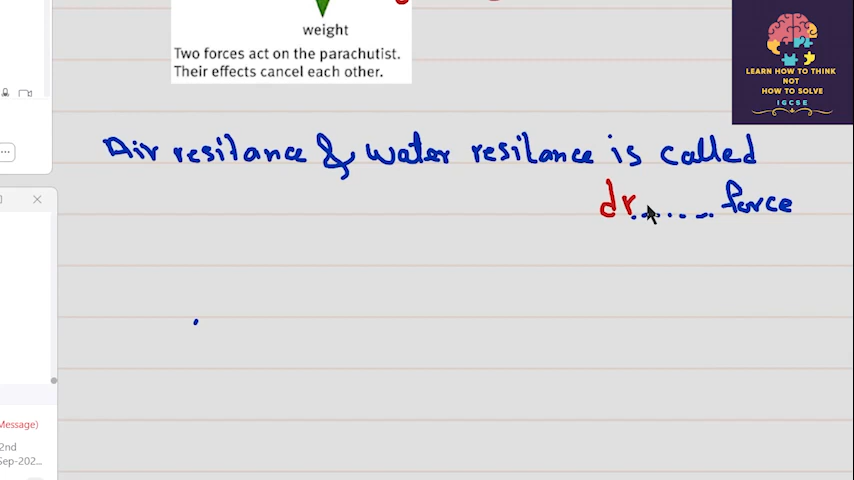 weight
Two forces act on the parachutist.
Their effects cancel each other.
LEARN HOW TO THINK
NOT
HOW TO SOLVE
IGCSE
Air resitance & water resitance is called
dr...... force
Message)
2nd
Sep-202...